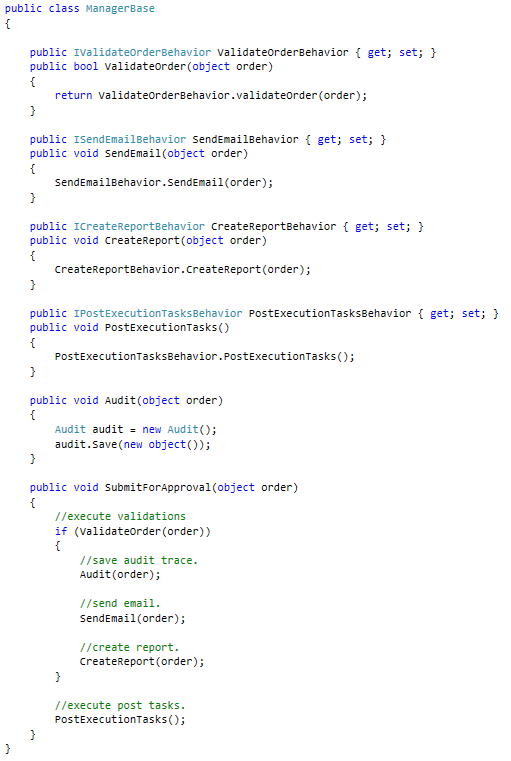 public class ManagerBase
{
public IValidateOrderBehavior ValidateOrderBehavior { get; set; }
public bool ValidateOrder(object order)
{
return ValidateOrderBehavior.validateOrder(order);
}
public ISendEmailBehavior SendEmailBehavior { get; set; }
public void SendEmail(object order)
{
SendEmailBehavior.SendEmail(order);
}
public ICreateReportBehavior CreateReportBehavior { get; set; }
public void CreateReport(object order)
{
CreateReportBehavior.CreateReport(order);
}
public IPostExecutionTasksBehavior PostExecutionTasksBehavior { get; set; }
public void PostExecutionTasks()
{
PostExecutionTasksBehavior.PostExecutionTasks();
}
public void Audit(object order)
{
Audit audit = new Audit();
audit.Save(new object());
}
public void SubmitForApproval(object order)
{
//execute validations
if (ValidateOrder(order))
{
//save audit trace.
Audit(order);
//send email.
SendEmail(order);
//create report.
CreateReport(order);
}
//execute post tasks.
PostExecutionTasks();
}
}